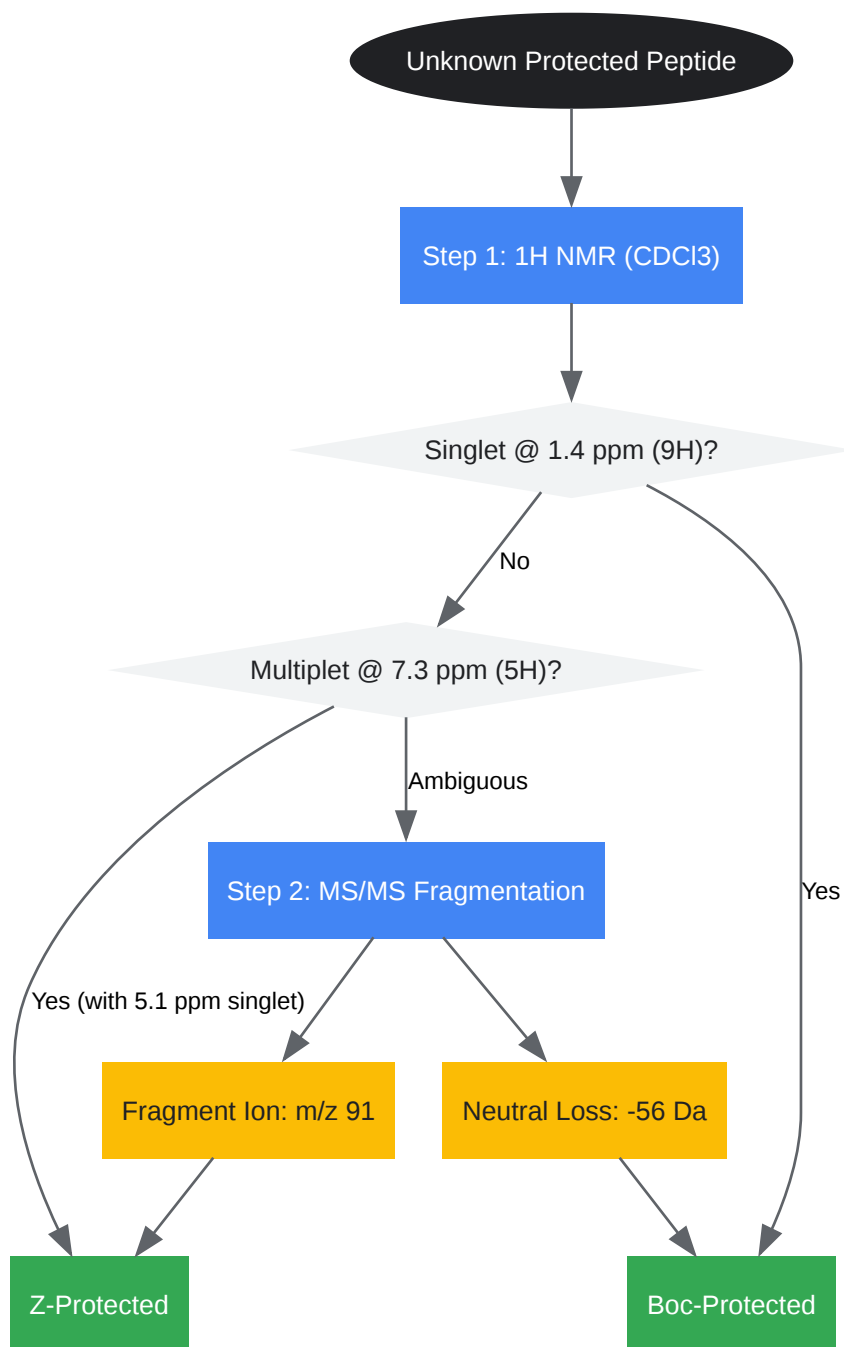 Unknown Protected Peptide
Step 1: 1H NMR (CDCl3)
Singlet @ 1.4 ppm (9H)?
No
Multiplet @ 7.3 ppm (5H)?
Ambiguous
Step 2: MS/MS Fragmentation
Yes
Yes (with 5.1 ppm singlet)
Fragment Ion: m/z 91
Neutral Loss: -56 Da
Z-Protected
Boc-Protected